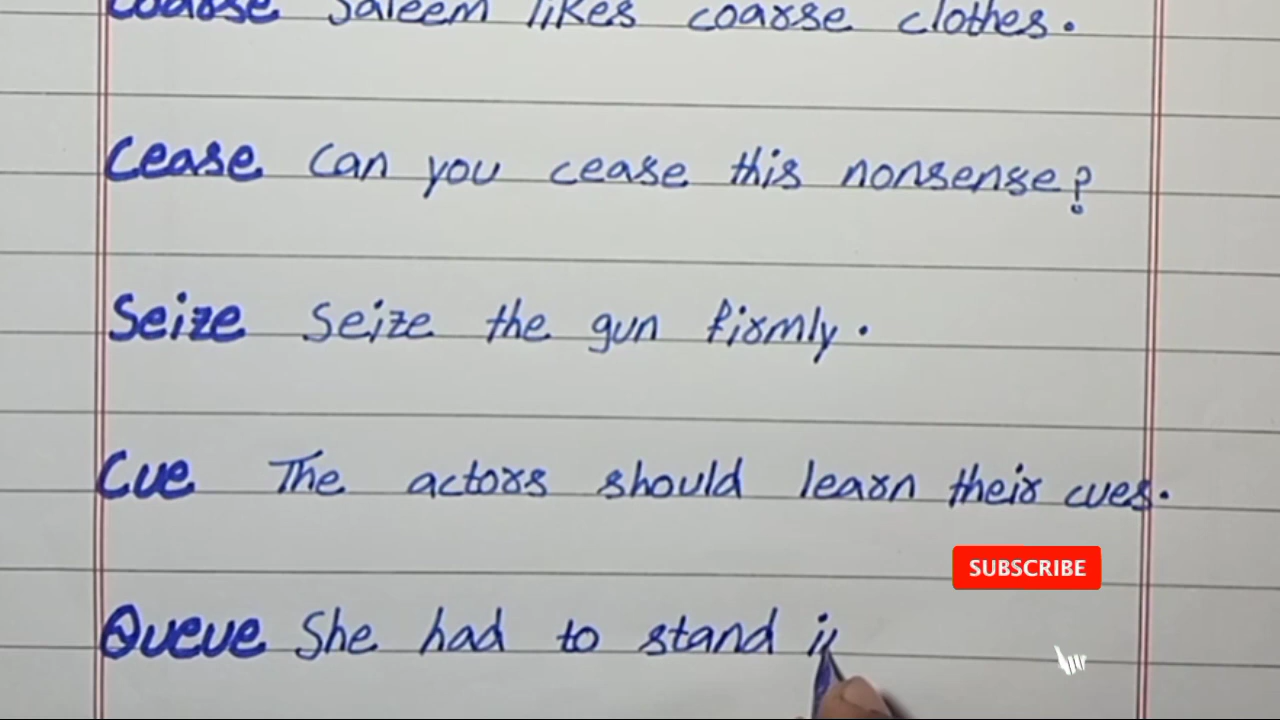 Coarse Saleem likes coarse clothes.
Cease Can you cease this nonsense?
Seize Seize the gun firmly.
Cue The actors should learn their cues.
SUBSCRIBE
Queue She had to stand i